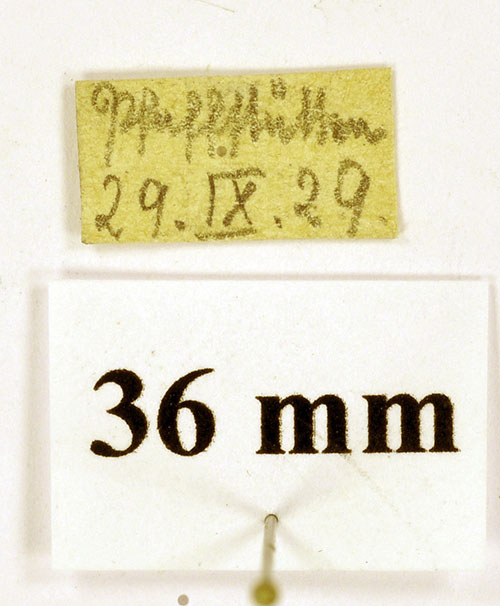 Pfaffstätten
29. IX. 29.
36 mm